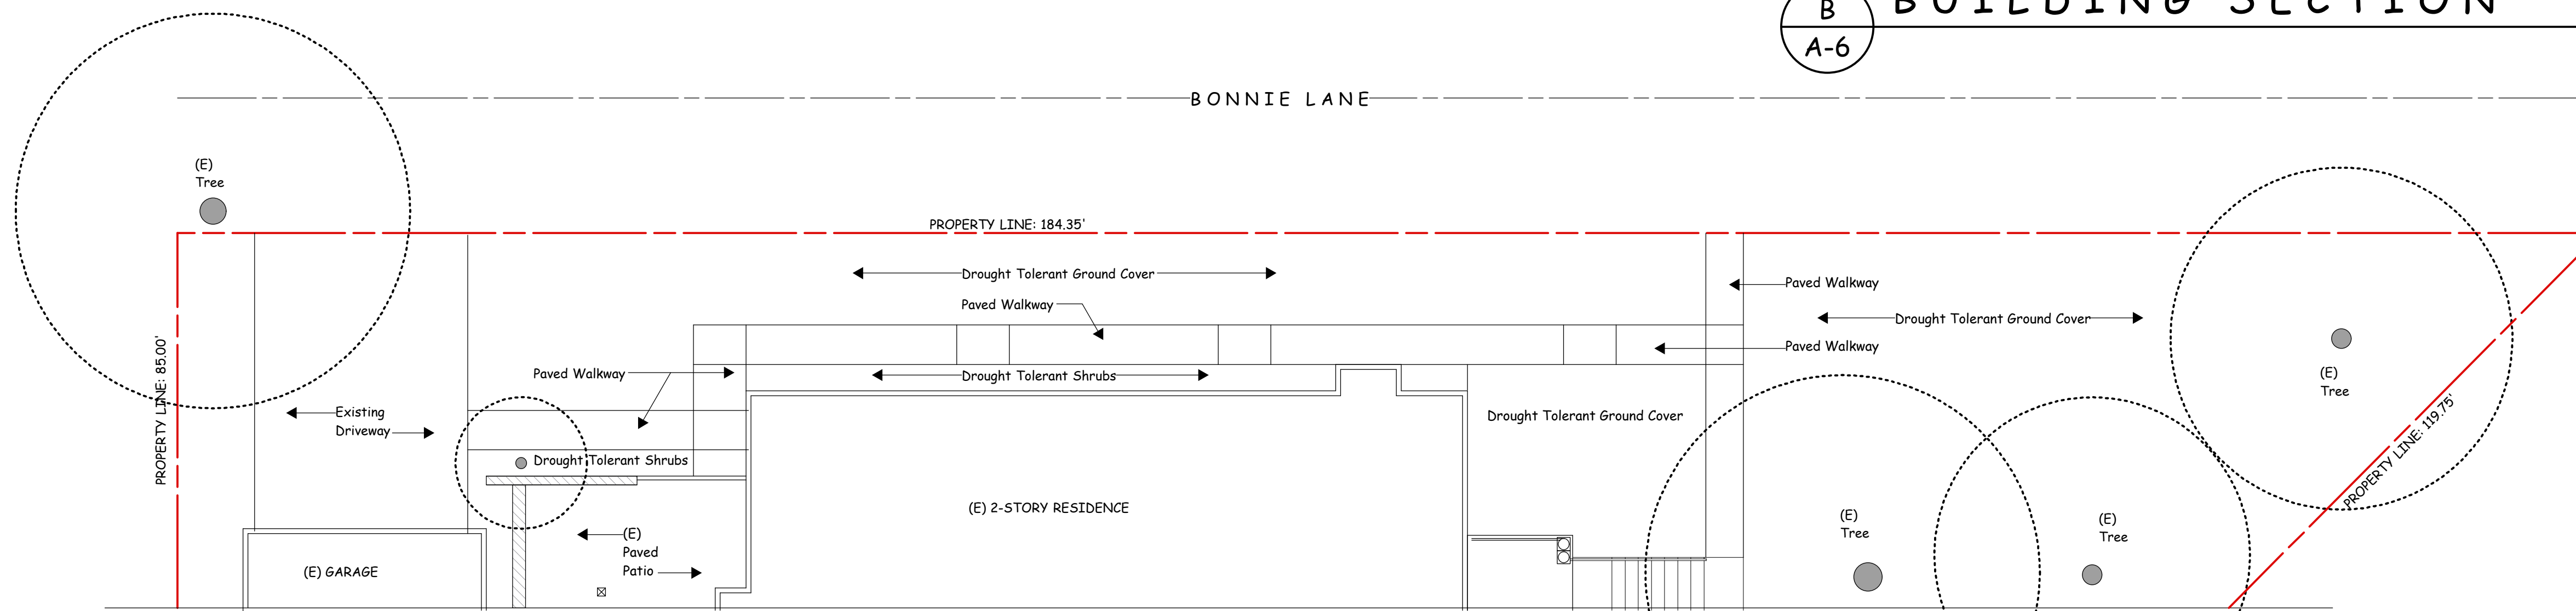 B
A-6
BUILDING SECTION
BONNIE LANE
(E)
Tree
PROPERTY LINE: 184.35'
Drought Tolerant Ground Cover
Paved Walkway
Paved Walkway
Drought Tolerant Ground Cover
Paved Walkway
PROPERTY LINE: 85.00'
Paved Walkway
Drought Tolerant Shrubs
(E)
Tree
Existing
Driveway
Drought Tolerant Ground Cover
PROPERTY LINE: 119.75'
Drought Tolerant Shrubs
(E) 2-STORY RESIDENCE
(E)
Tree
(E)
Tree
(E)
Paved
Patio
(E) GARAGE